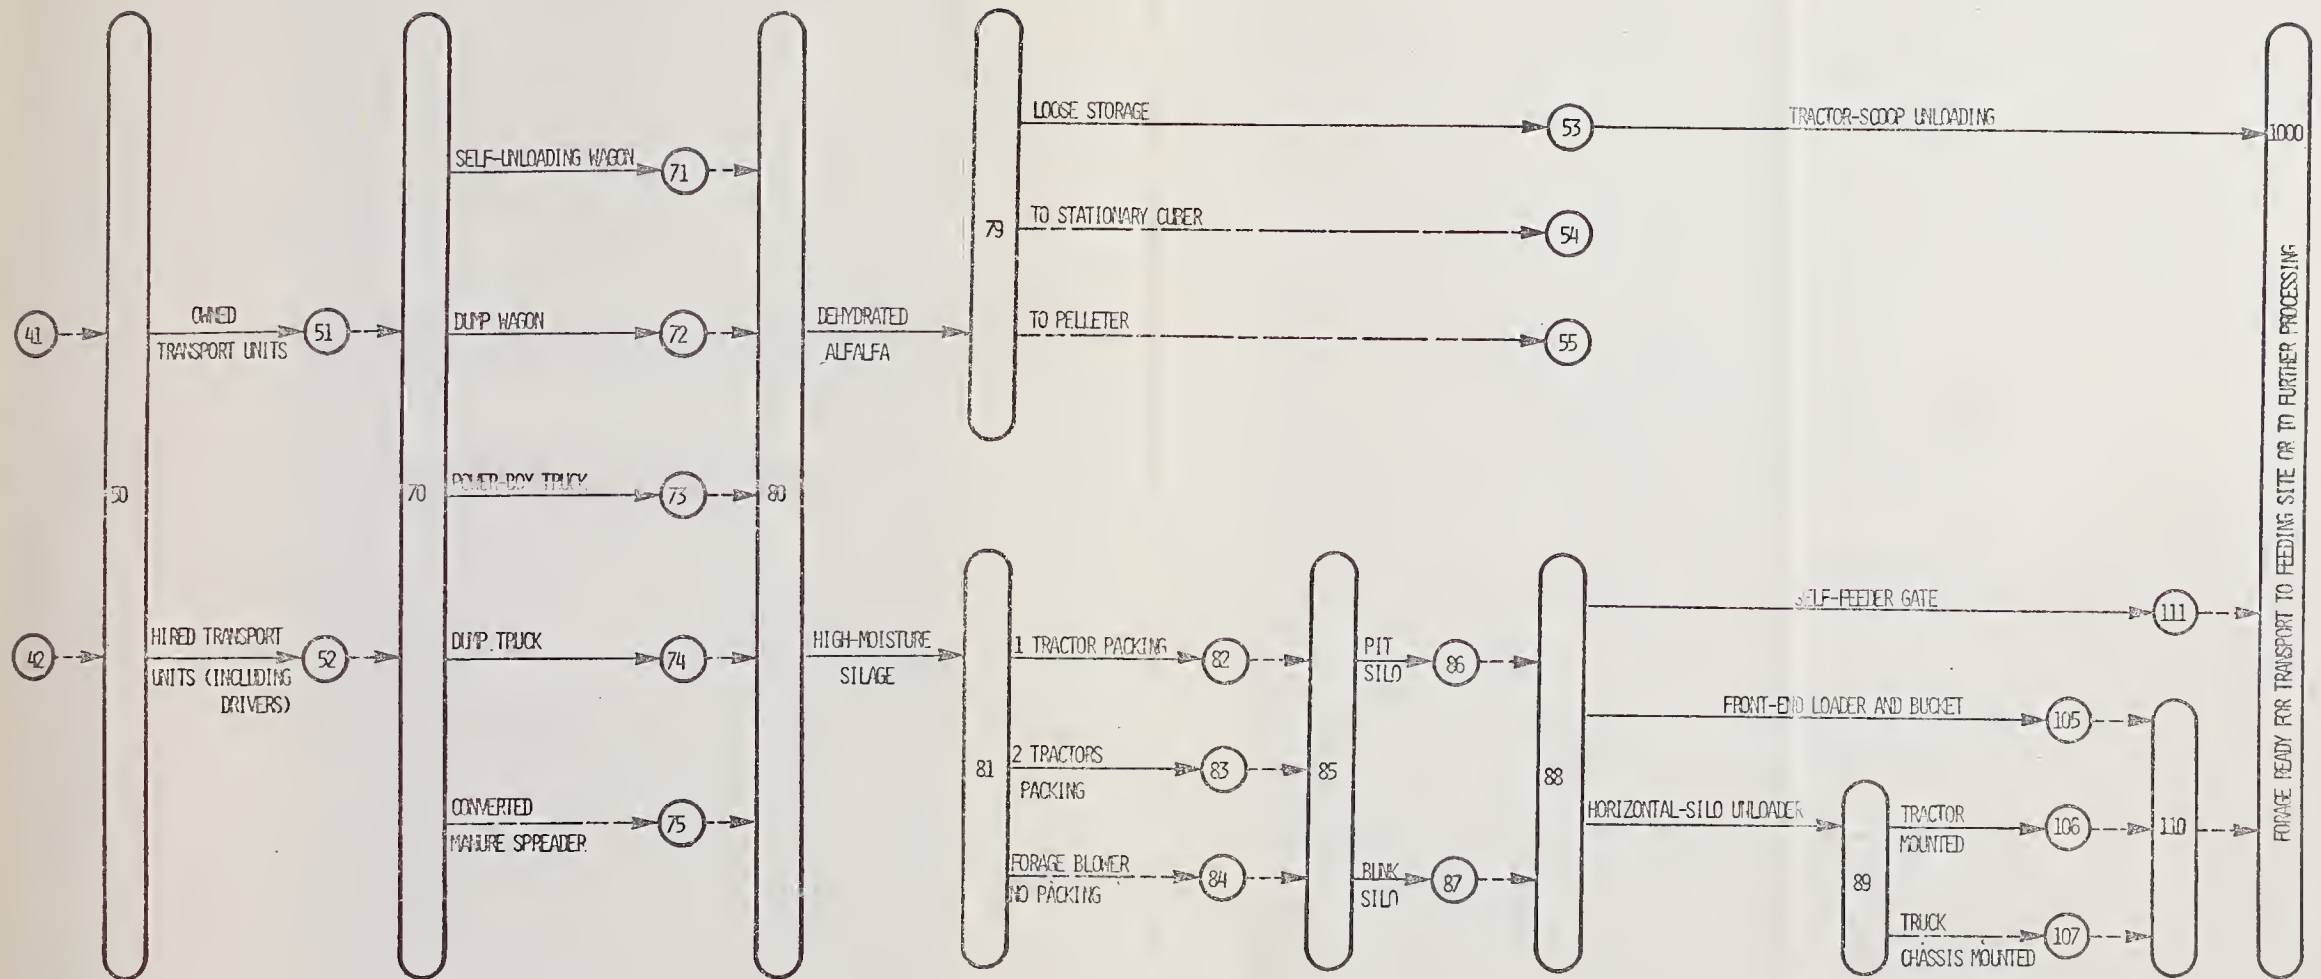 41
42
50
OWNED
TRANSPORT UNITS
51
HIRED TRANSPORT
UNITS (INCLUDING
DRIVERS)
52
70
SELF-UNLOADING WAGON
71
DUMP WAGON
72
POWER-BOX TRUCK
73
DUMP TRUCK
74
CONVERTED
MANURE SPREADER
75
80
DEHYDRATED
ALFALFA
HIGH-MOISTURE
SILAGE
79
LOOSE STORAGE
53
TRACTOR-SCOOP UNLOADING
TO STATIONARY CUBER
54
TO PELLETER
55
81
1 TRACTOR PACKING
82
2 TRACTORS
PACKING
83
FORAGE BLOWER
NO PACKING
84
85
PIT
SILO
86
BUNK
SILO
87
88
SELF-FEEDER GATE
111
FRONT-END LOADER AND BUCKET
105
HORIZONTAL-SILO UNLOADER
89
TRACTOR
MOUNTED
106
TRUCK
CHASSIS MOUNTED
107
110
1000
FORAGE READY FOR TRANSPORT TO FEEDING SITE OR TO FURTHER PROCESSING